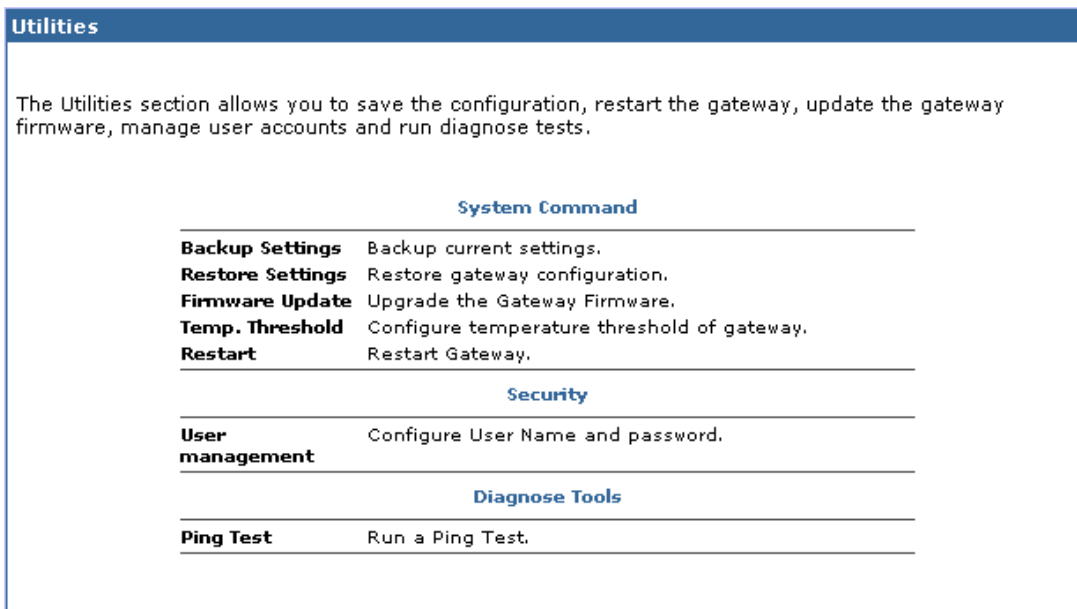 Utilities
The Utilities section allows you to save the configuration, restart the gateway, update the gateway
firmware, manage user accounts and run diagnose tests.
System Command
Backup Settings Backup current settings.
Restore Settings Restore gateway configuration.
Firmware Update Upgrade the Gateway Firmware.
Temp. Threshold Configure temperature threshold of gateway.
Restart Restart Gateway.
Security
User Configure User Name and password.
management
Diagnose Tools
Ping Test Run a Ping Test.